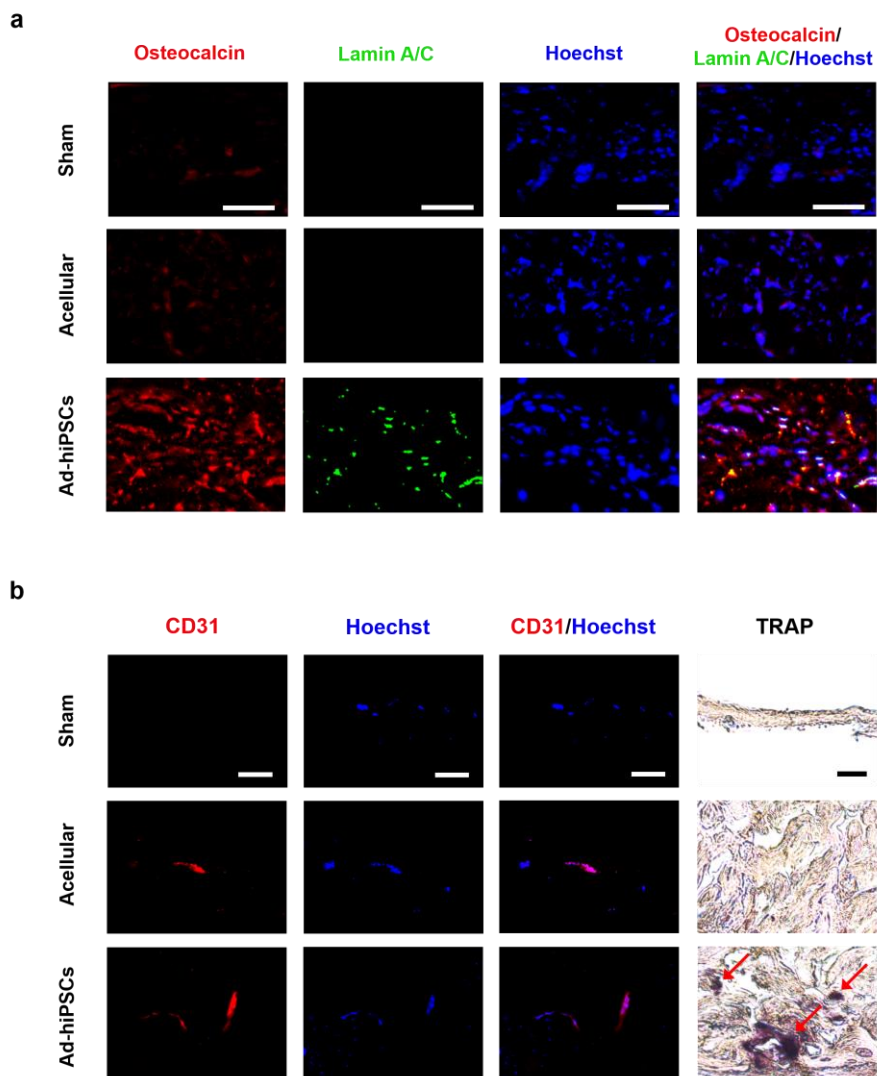 a
Osteocalcin
Lamin A/C
Hoechst
Osteocalcin/
Lamin A/C/Hoechst
Sham
Acellular
Ad-hiPSCs
b
CD31
Hoechst
CD31/Hoechst
TRAP
Sham
Acellular
Ad-hiPSCs